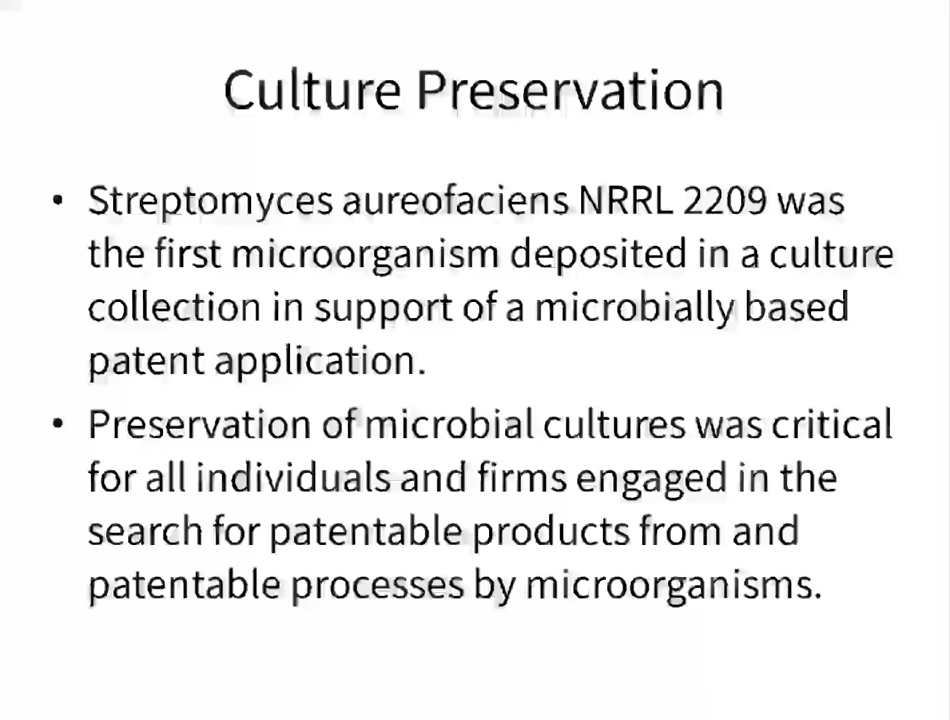 Culture Preservation
• Streptomyces aureofaciens NRRL 2209 was
the first microorganism deposited in a culture
collection in support of a microbially based
patent application.
• Preservation of microbial cultures was critical
for all individuals and firms engaged in the
search for patentable products from and
patentable processes by microorganisms.